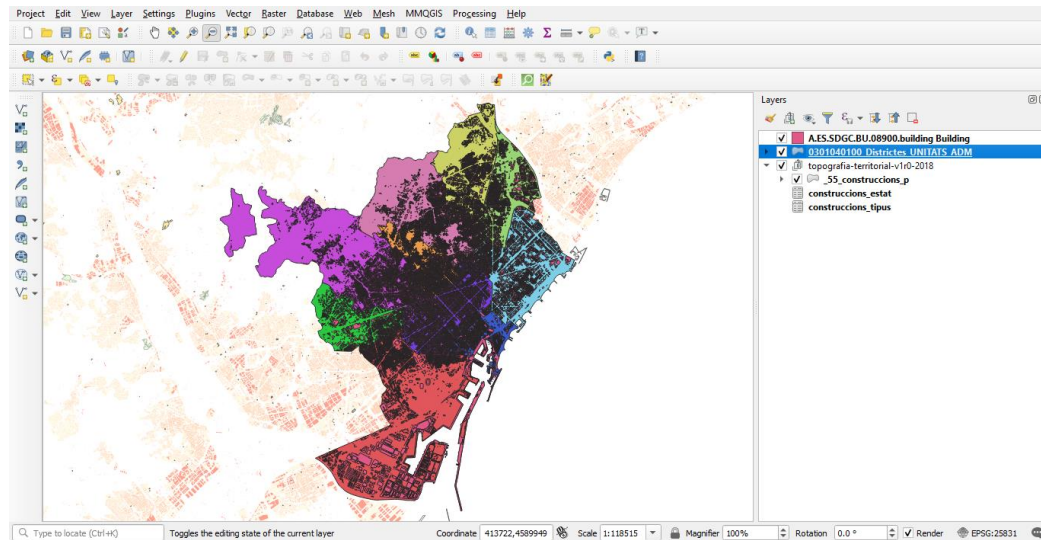 Project Edit View Layer Settings Plugins Vector Raster Database Web Mesh MMQGIS Processing Help
Layers
A.ES.SDGC.BU.08900.building Building
0301040100_Districtes_UNITATS_ADM
topografia-territorial-v1r0-2018
_55_construccions_p
construccions_estat
construccions_tipus
Type to locate (Ctrl+K) Toggles the editing state of the current layer Coordinate 413722,4589949 Scale 1:118515 Magnifier 100% Rotation 0.0 ° Render EPSG:25831